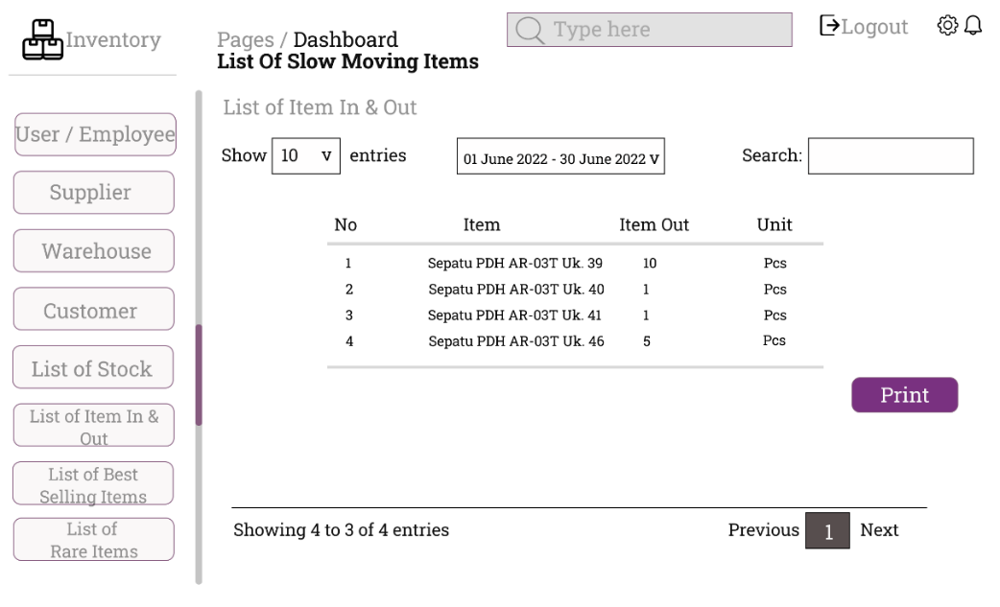 Inventory
Pages / Dashboard
List Of Slow Moving Items
Type here
Logout
User / Employee
Supplier
Warehouse
Customer
List of Stock
List of Item In &
Out
List of Best
Selling Items
List of
Rare Items
List of Item In & Out
Show 10 v entries
01 June 2022 - 30 June 2022 V
Search:
No Item Item Out Unit
1 Sepatu PDH AR-03T Uk. 39 10 Pcs
2 Sepatu PDH AR-03T Uk. 40 1 Pcs
3 Sepatu PDH AR-03T Uk. 41 1 Pcs
4 Sepatu PDH AR-03T Uk. 46 5 Pcs
Print
Showing 4 to 3 of 4 entries
Previous 1 Next